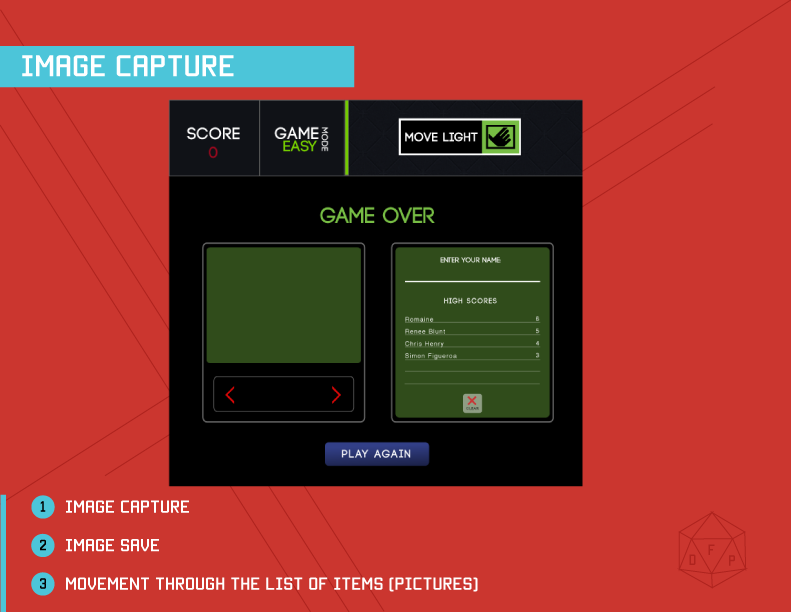 IMAGE CAPTURE
SCORE
0
GAME MODE
EASY
MOVE LIGHT
GAME OVER
ENTER YOUR NAME:
HIGH SCORES
Romaine 6
Renee Blunt 5
Chris Henry 4
Simon Figueroa 3
CLEAR
PLAY AGAIN
1 IMAGE CAPTURE
2 IMAGE SAVE
3 MOVEMENT THROUGH THE LIST OF ITEMS (PICTURES)
D F P